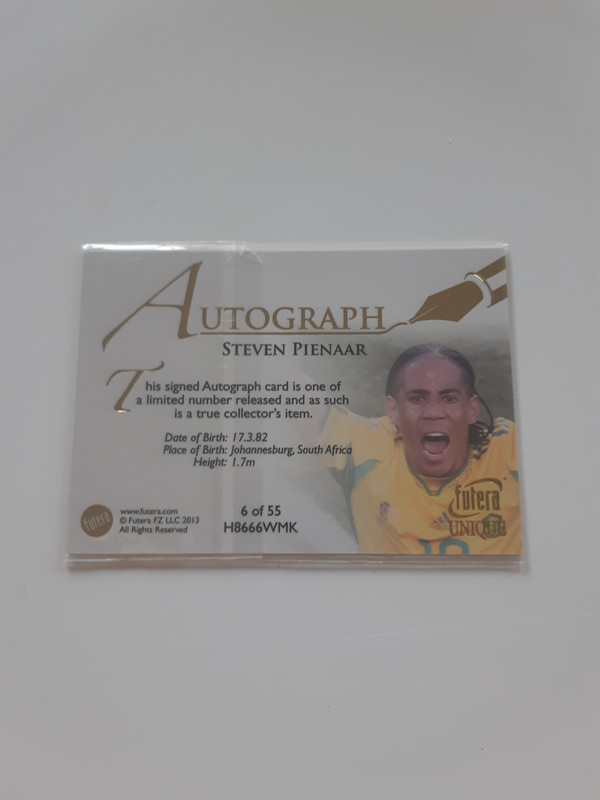 AUTOGRAPH
STEVEN PIENAAR
This signed Autograph card is one of
a limited number released and as such
is a true collector's item.
Date of Birth: 17.3.82
Place of Birth: Johannesburg, South Africa
Height: 1.7m
futera
www.futera.com
© Futera FZ LLC 2013
All Rights Reserved
6 of 55
H8666WMK
futera
UNIQUE
10